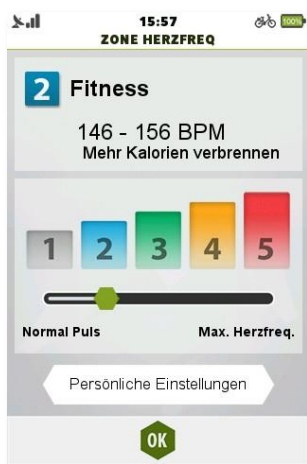 15:57
100%
ZONE HERZFREQ
2 Fitness
146 - 156 BPM
Mehr Kalorien verbrennen
1 2 3 4 5
Normal Puls Max. Herzfreq.
Persönliche Einstellungen
OK